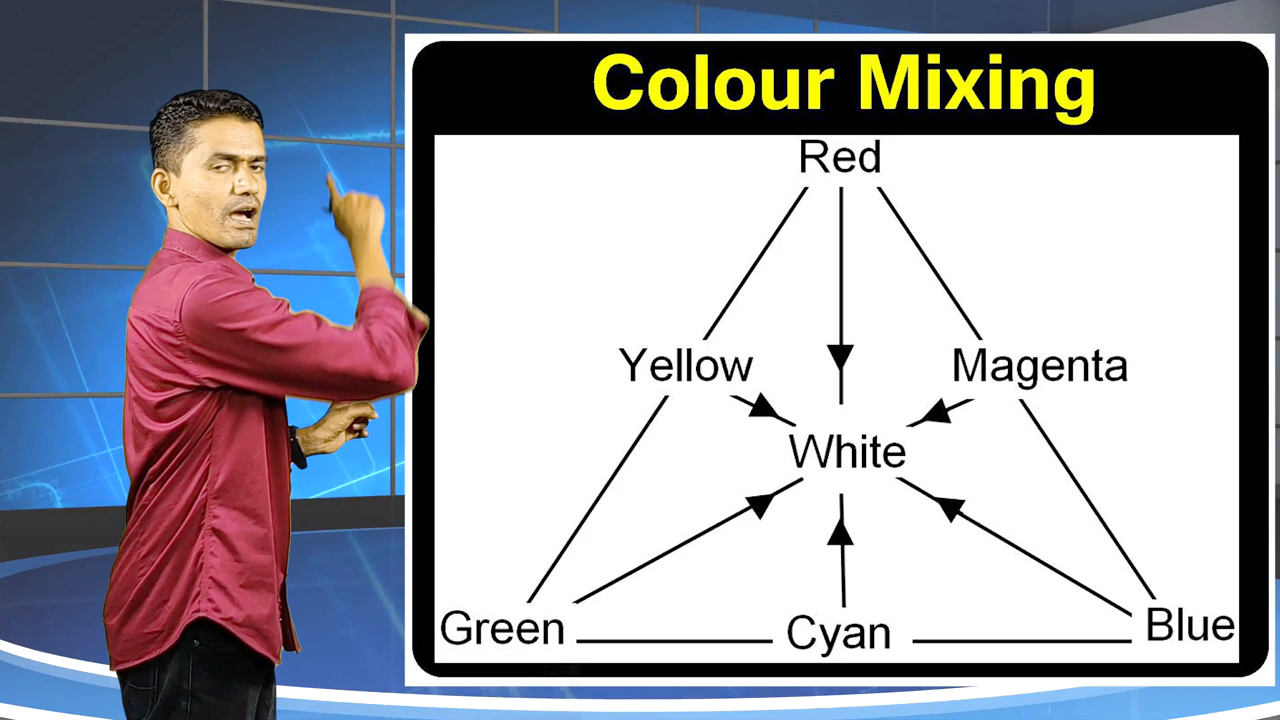 Colour Mixing
Red
Yellow
Magenta
White
Green
Cyan
Blue